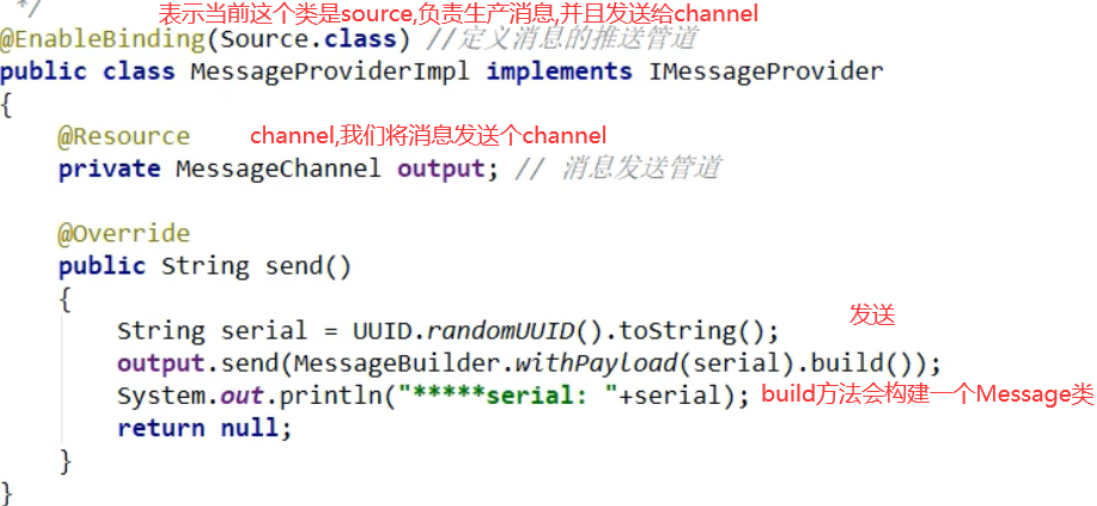 */
表示当前这个类是source,负责生产消息,并且发送给channel
@EnableBinding(Source.class) //定义消息的推送管道
public class MessageProviderImpl implements IMessageProvider
{
@Resource
channel,我们将消息发送个channel
private MessageChannel output; // 消息发送管道
@Override
public String send()
{
String serial = UUID.randomUUID().toString();
发送
output.send(MessageBuilder.withPayload(serial).build());
System.out.println("*****serial: "+serial);
build方法会构建一个Message类
return null;
}
}